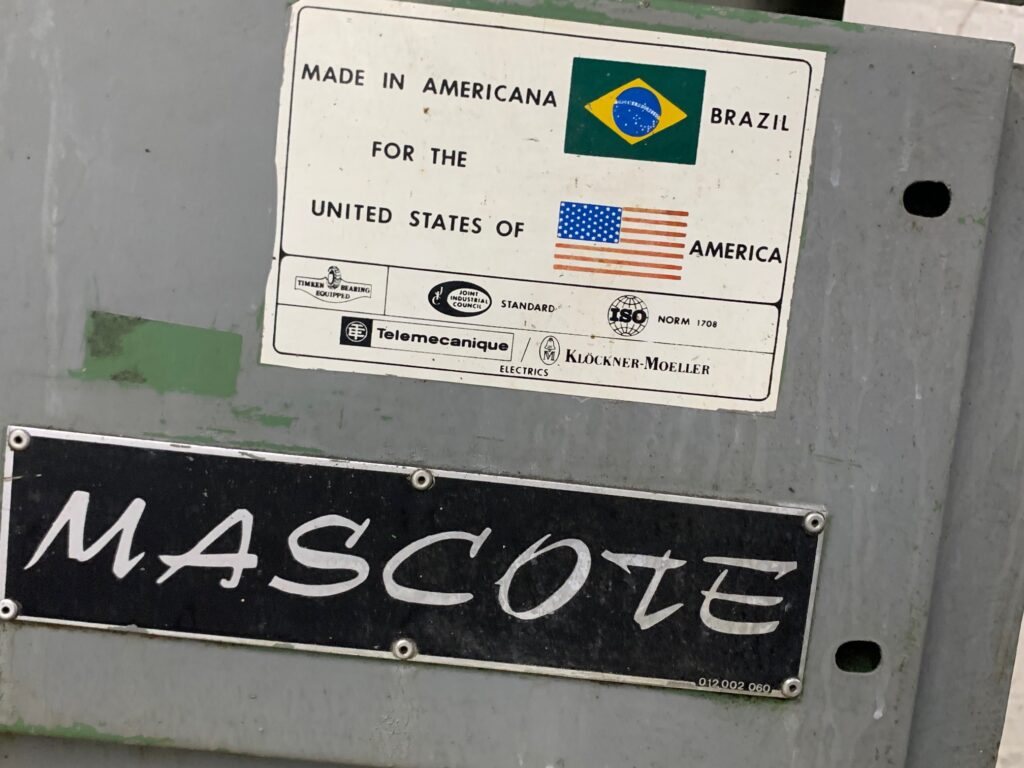 MADE IN AMERICANA BRAZIL
FOR THE
UNITED STATES OF AMERICA
TIMKEN BEARING
EQUIPPED
JOINT
INDUSTRIAL
COUNCIL
STANDARD
ISO NORM 1708
Telemecanique / KLÖCKNER-MOELLER
ELECTRICS
MASCOTE
012 002 060